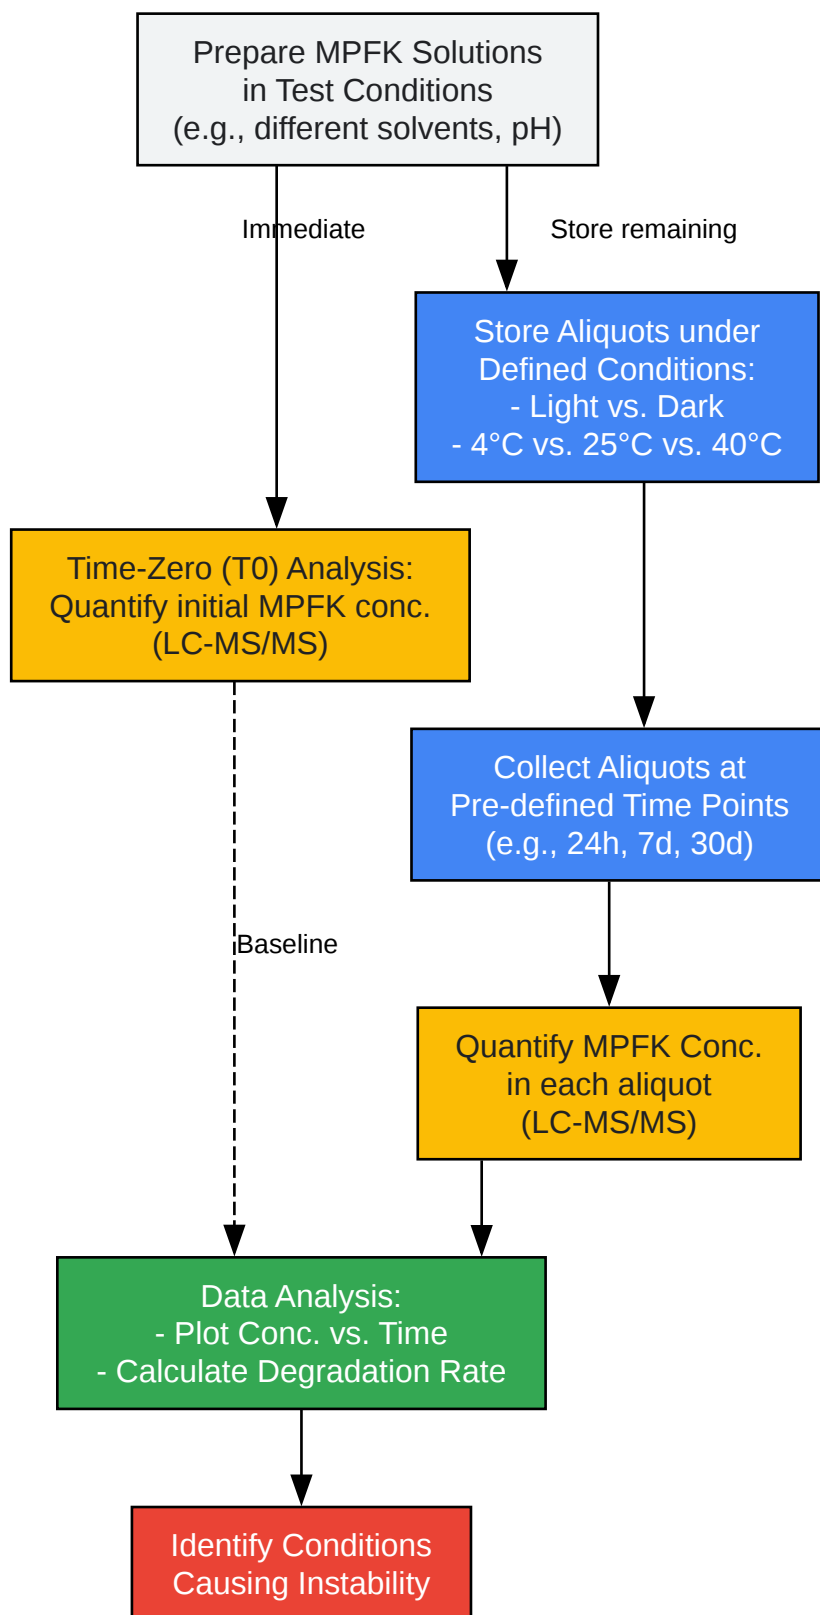 Prepare MPFK Solutions
in Test Conditions
(e.g., different solvents, pH)
Immediate
Store remaining
Store Aliquots under
Defined Conditions:
- Light vs. Dark
- 4°C vs. 25°C vs. 40°C
Time-Zero (T0) Analysis:
Quantify initial MPFK conc.
(LC-MS/MS)
Collect Aliquots at
Pre-defined Time Points
(e.g., 24h, 7d, 30d)
Baseline
Quantify MPFK Conc.
in each aliquot
(LC-MS/MS)
Data Analysis:
- Plot Conc. vs. Time
- Calculate Degradation Rate
Identify Conditions
Causing Instability